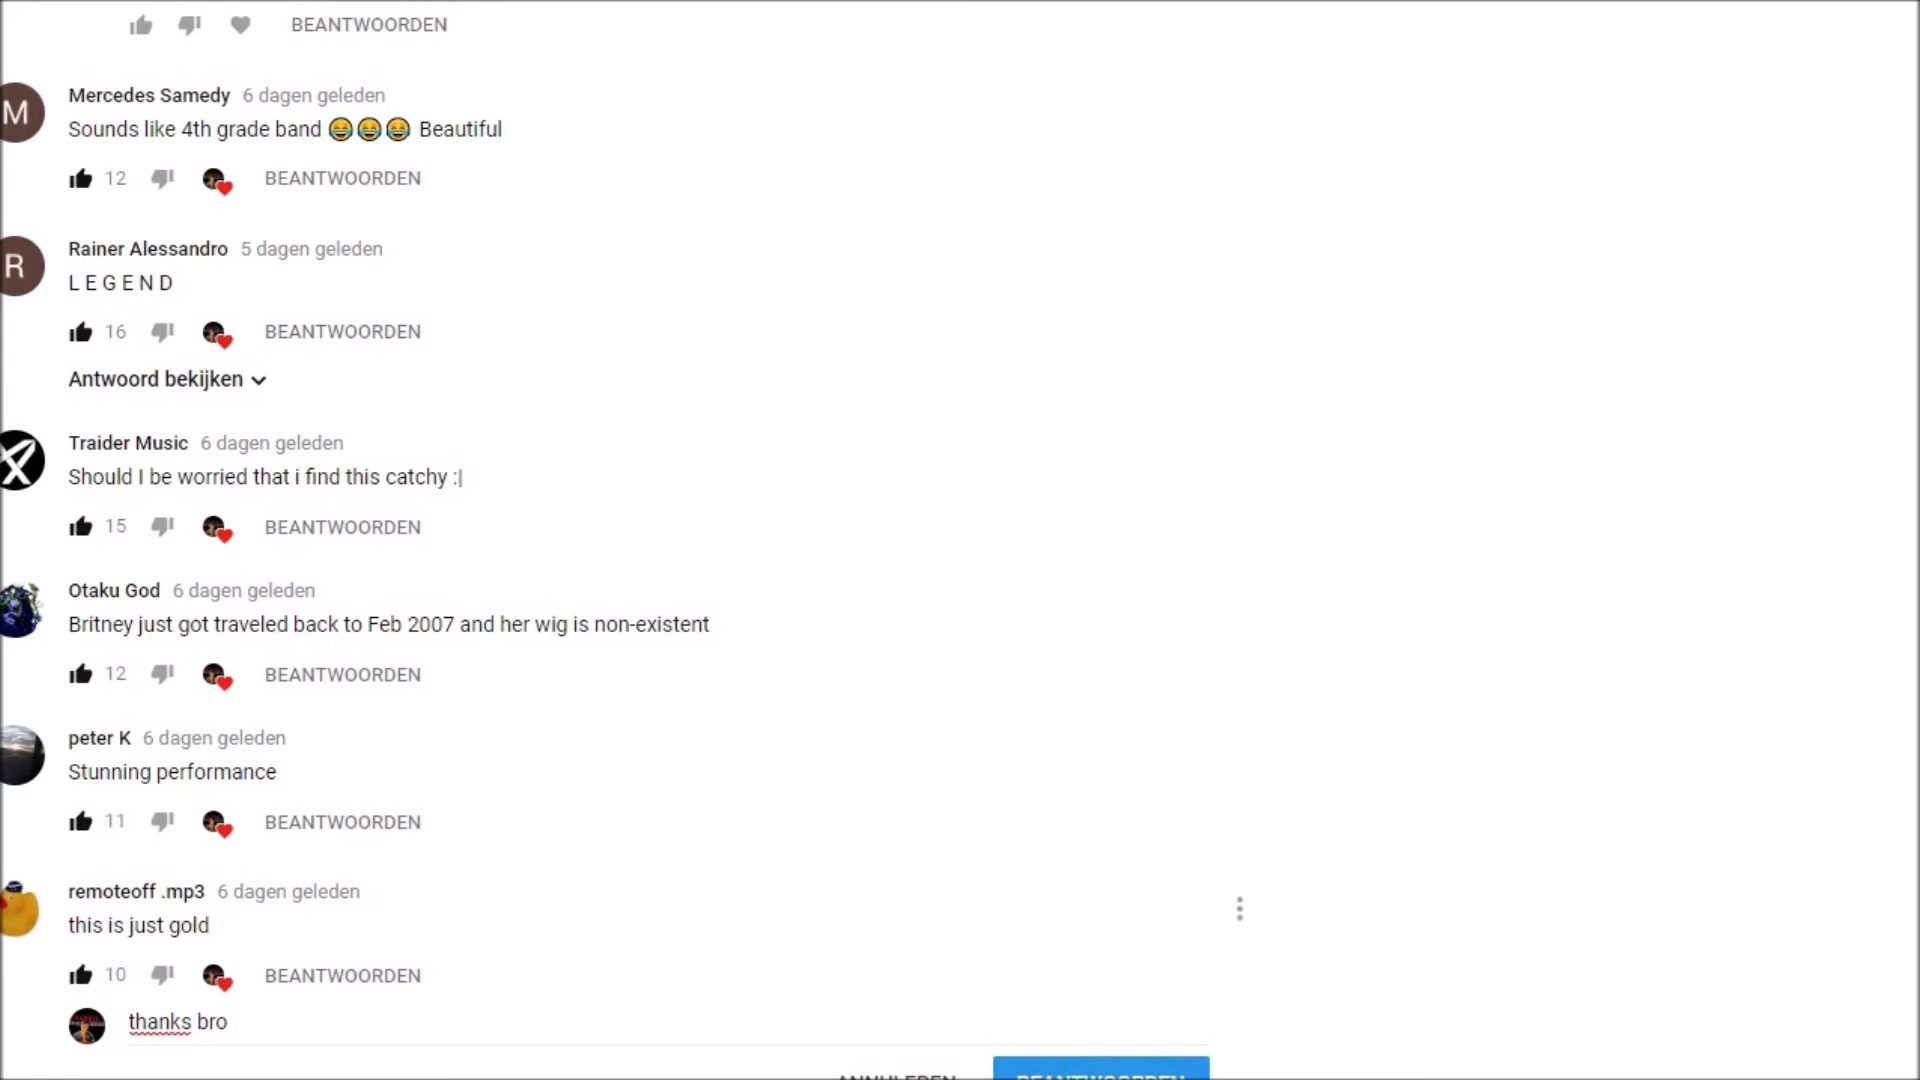 BEANTWOORDEN
M
Mercedes Samedy 6 dagen geleden
Sounds like 4th grade band 😂😂😂 Beautiful
12 BEANTWOORDEN
R
Rainer Alessandro 5 dagen geleden
L E G E N D
16 BEANTWOORDEN
Antwoord bekijken
Traider Music 6 dagen geleden
Should I be worried that i find this catchy :|
15 BEANTWOORDEN
Otaku God 6 dagen geleden
Britney just got traveled back to Feb 2007 and her wig is non-existent
12 BEANTWOORDEN
peter K 6 dagen geleden
Stunning performance
11 BEANTWOORDEN
remoteoff .mp3 6 dagen geleden
this is just gold
10 BEANTWOORDEN
thanks bro
ANNULEREN BEANTWOORDEN